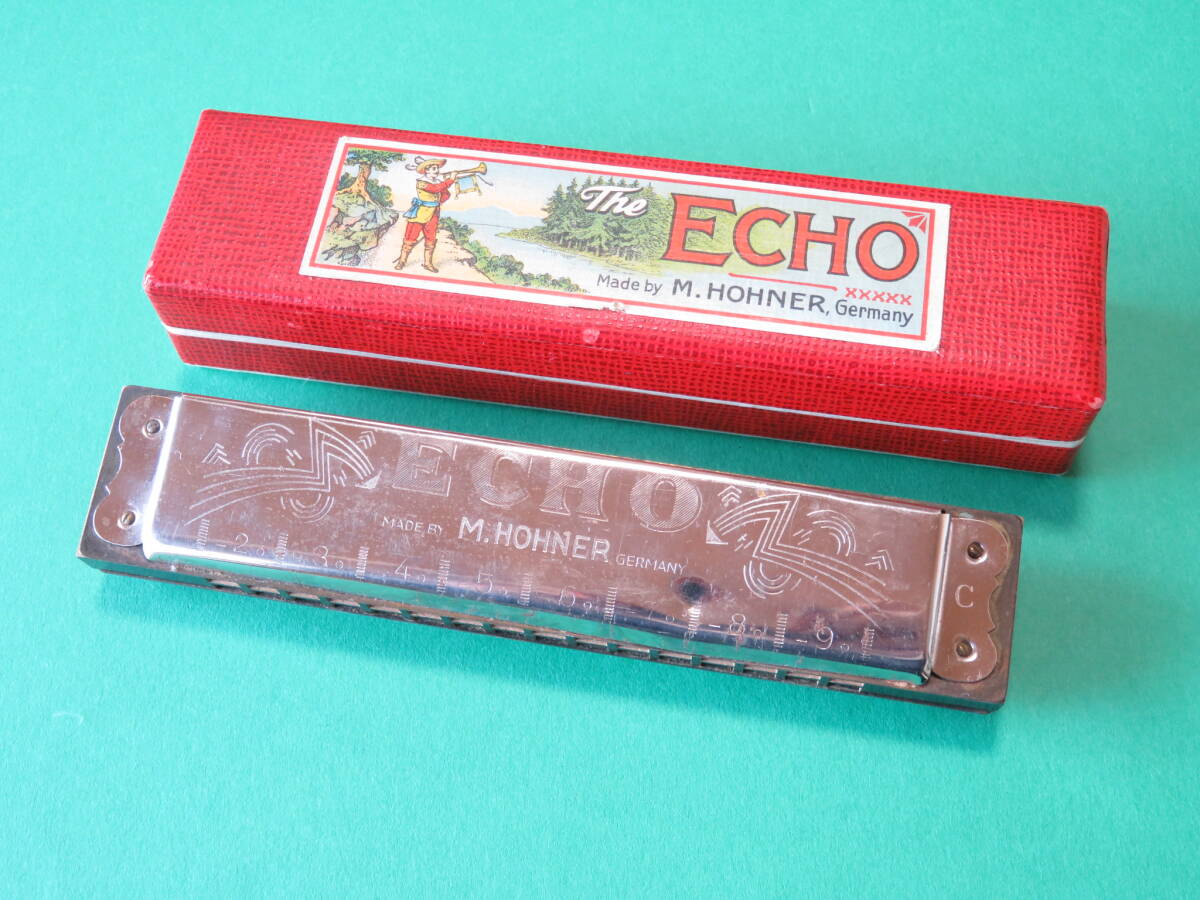 The ECHO
xxxxx
Made by M. HOHNER, Germany
ECHO
MADE BY M. HOHNER GERMANY
2 3 4 5 6 7 8 9
C